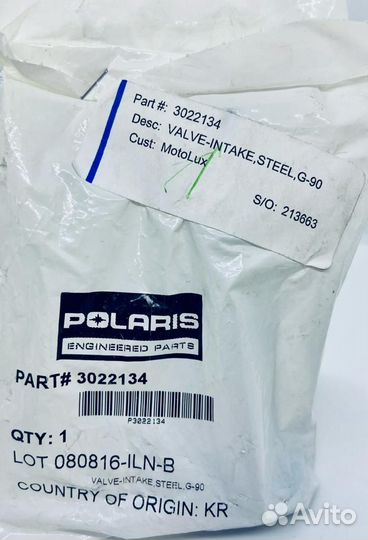 Part #: 3022134
Desc: VALVE-INTAKE,STEEL,G-90
Cust: MotoLux
S/O: 213663
POLARIS
ENGINEERED PARTS
PART# 3022134
P3022134
QTY: 1
LOT 080816-ILN-B
VALVE-INTAKE,STEEL,G-90
COUNTRY OF ORIGIN: KR
Avito